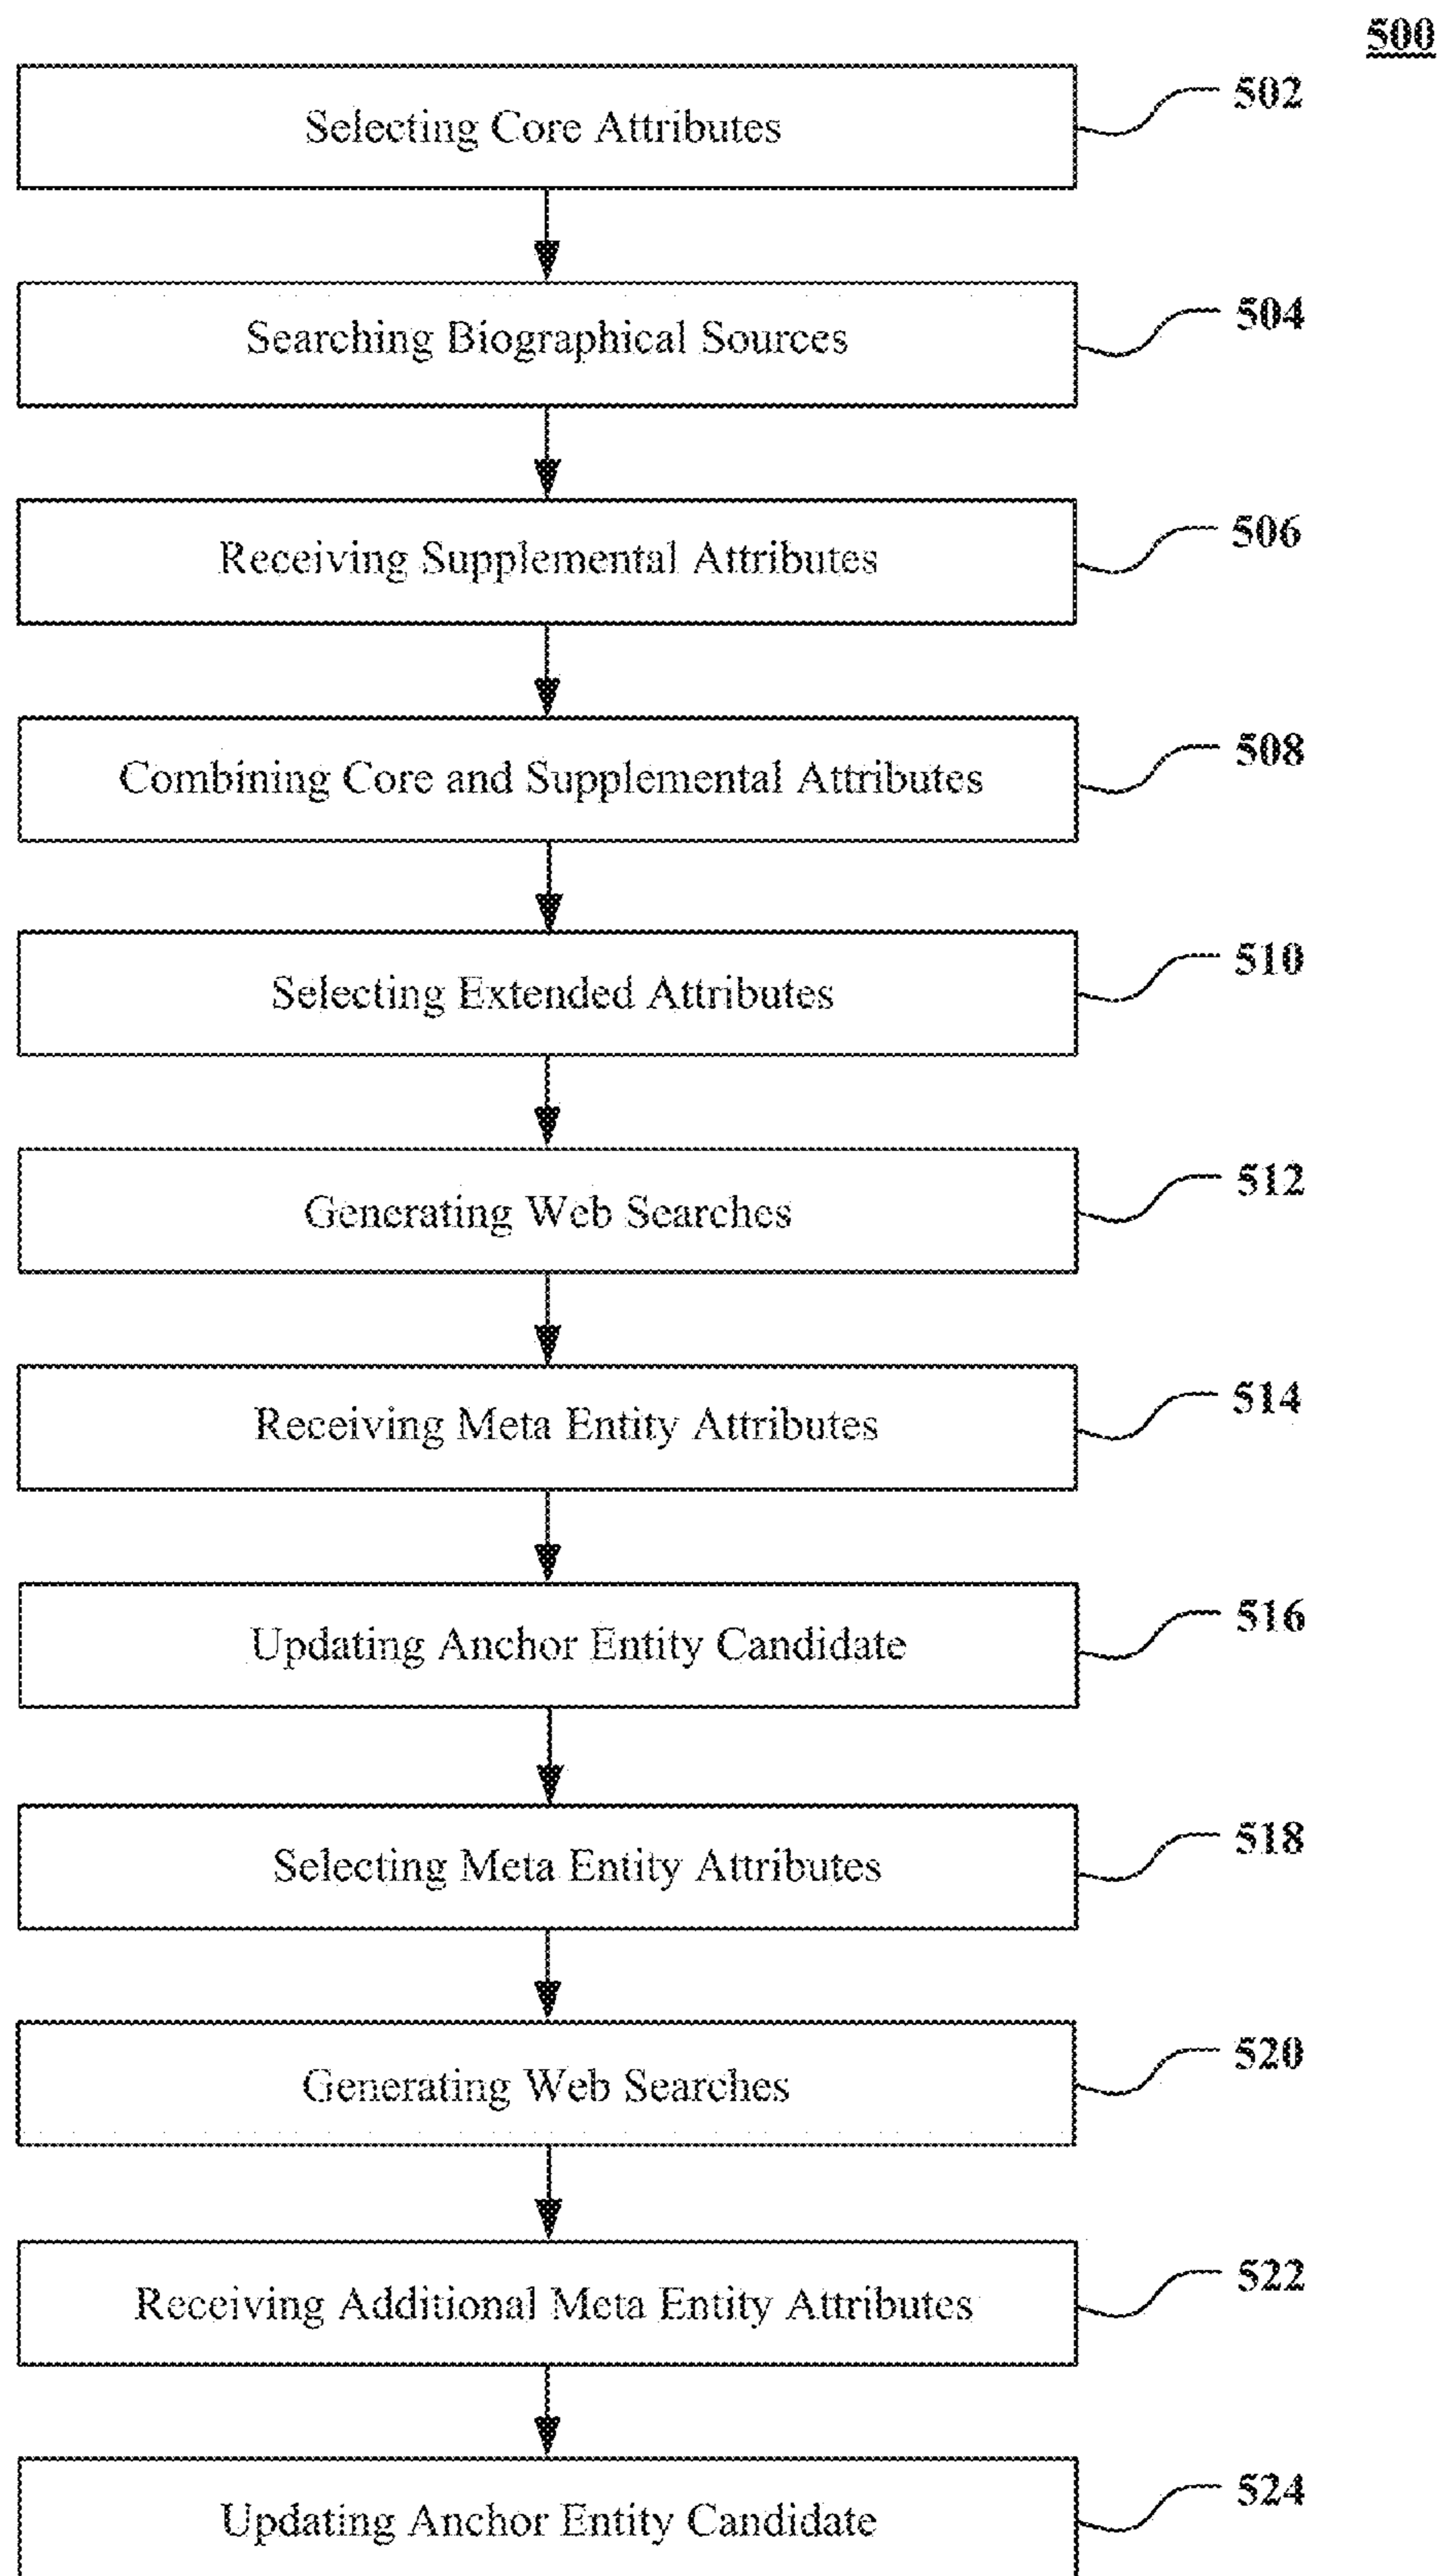 500
Selecting Core Attributes
502
Searching Biographical Sources
504
Receiving Supplemental Attributes
506
Combining Core and Supplemental Attributes
508
Selecting Extended Attributes
510
Generating Web Searches
512
Receiving Meta Entity Attributes
514
Updating Anchor Entity Candidate
516
Selecting Meta Entity Attributes
518
Generating Web Searches
520
Receiving Additional Meta Entity Attributes
522
Updating Anchor Entity Candidate
524